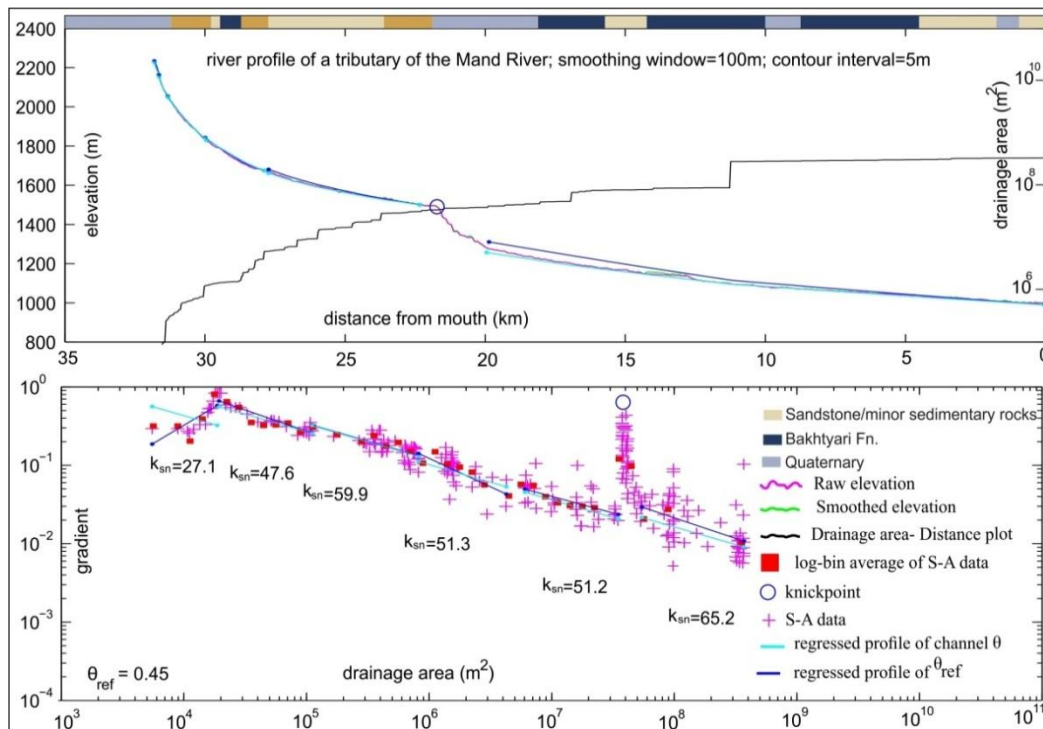 2400
2200
2000
1800
1600
1400
1200
1000
800
elevation (m)
river profile of a tributary of the Mand River; smoothing window=100m; contour interval=5m
10^10
10^8
10^6
drainage area (m^2)
distance from mouth (km)
35 30 25 20 15 10 5 0
10^0
10^-1
10^-2
10^-3
10^-4
gradient
k_sn=27.1
k_sn=47.6
k_sn=59.9
k_sn=51.3
k_sn=51.2
k_sn=65.2
Sandstone/minor sedimentary rocks
Bakhtyari Fn.
Quaternary
Raw elevation
Smoothed elevation
Drainage area- Distance plot
log-bin average of S-A data
knickpoint
S-A data
regressed profile of channel θ
regressed profile of θ_ref
θ_ref = 0.45
drainage area (m^2)
10^3 10^4 10^5 10^6 10^7 10^8 10^9 10^10 10^11